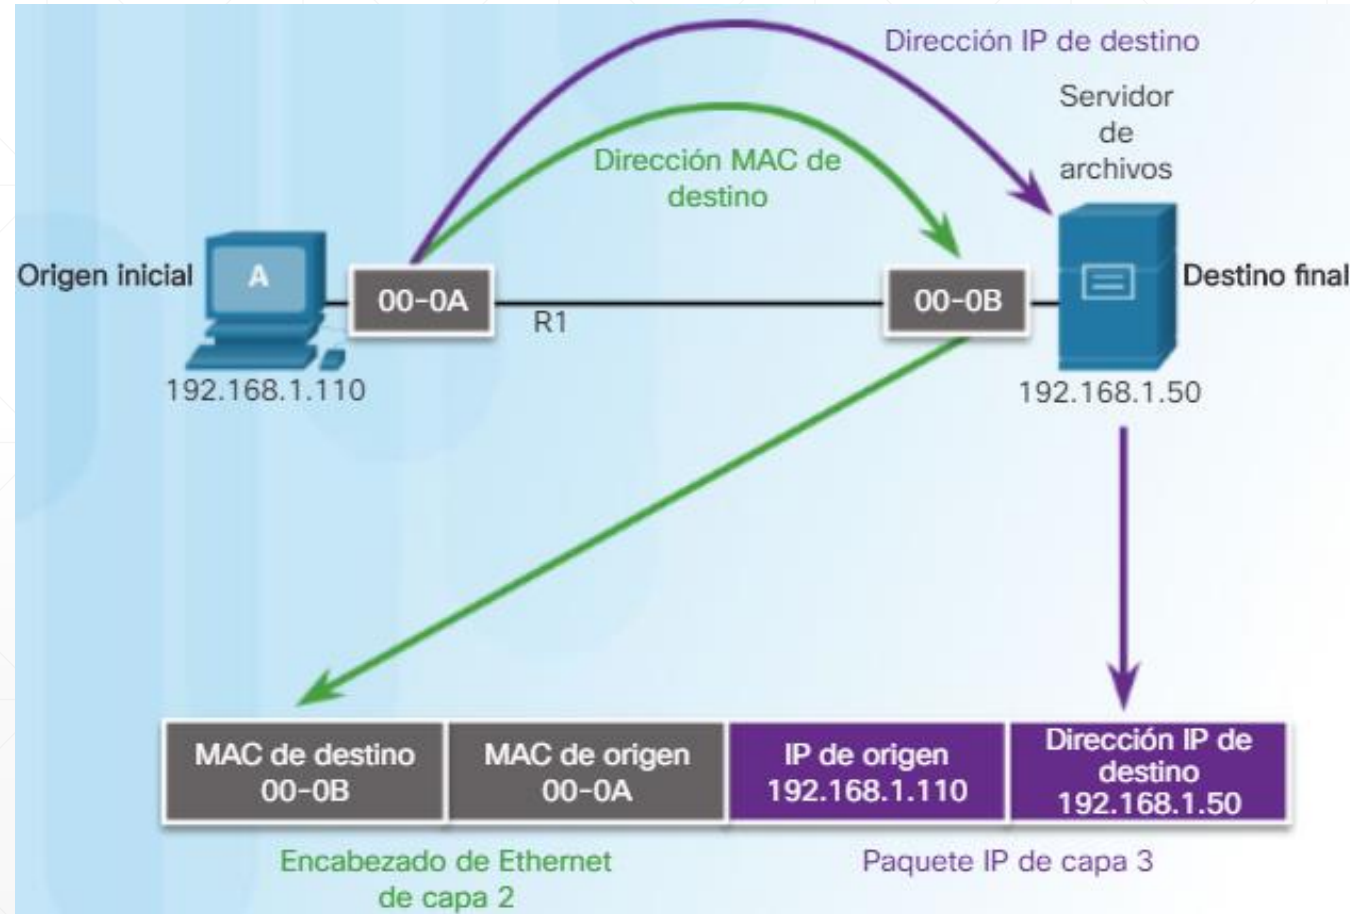 Dirección IP de destino
Servidor
de
archivos
Dirección MAC de
destino
Origen inicial
A
00-0A
R1
00-0B
Destino final
192.168.1.110
192.168.1.50
MAC de destino
00-0B
MAC de origen
00-0A
IP de origen
192.168.1.110
Dirección IP de
destino
192.168.1.50
Encabezado de Ethernet
de capa 2
Paquete IP de capa 3